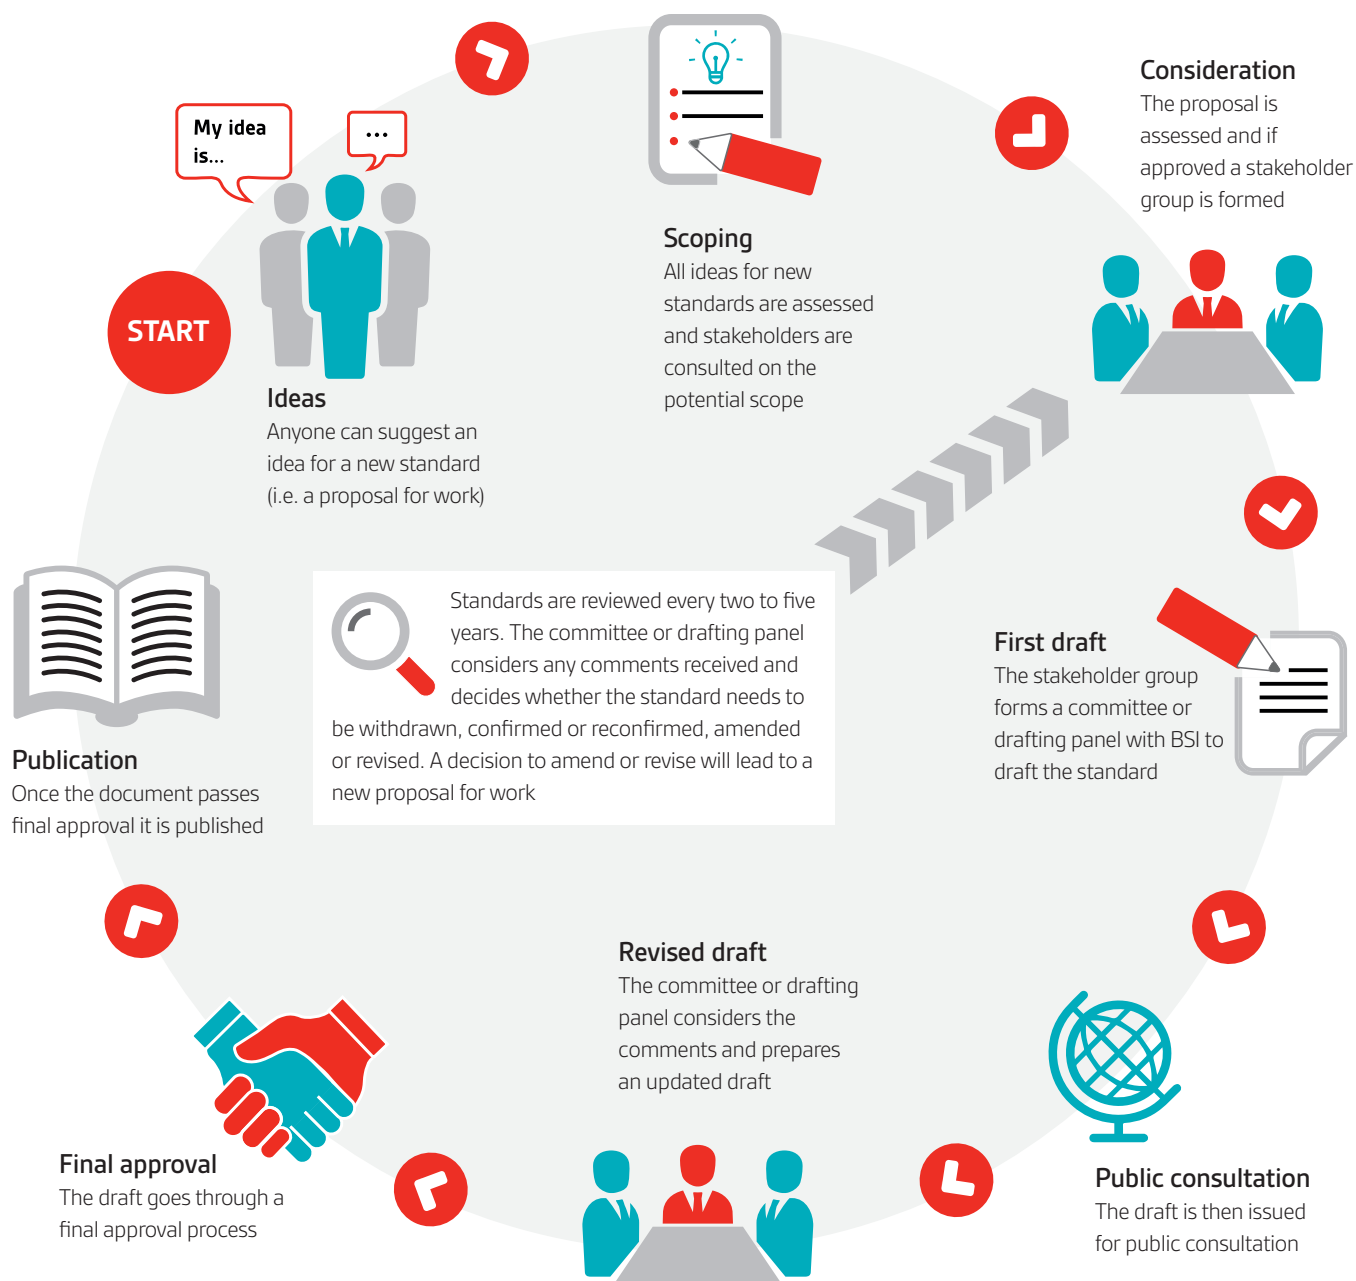 My idea
is...
...
START
Ideas
Anyone can suggest an
idea for a new standard
(i.e. a proposal for work)
Scoping
All ideas for new
standards are assessed
and stakeholders are
consulted on the
potential scope
Consideration
The proposal is
assessed and if
approved a stakeholder
group is formed
First draft
The stakeholder group
forms a committee or
drafting panel with BSI to
draft the standard
Public consultation
The draft is then issued
for public consultation
Revised draft
The committee or drafting
panel considers the
comments and prepares
an updated draft
Final approval
The draft goes through a
final approval process
Publication
Once the document passes
final approval it is published
Standards are reviewed every two to five
years. The committee or drafting panel
considers any comments received and
decides whether the standard needs to
be withdrawn, confirmed or reconfirmed, amended
or revised. A decision to amend or revise will lead to a
new proposal for work